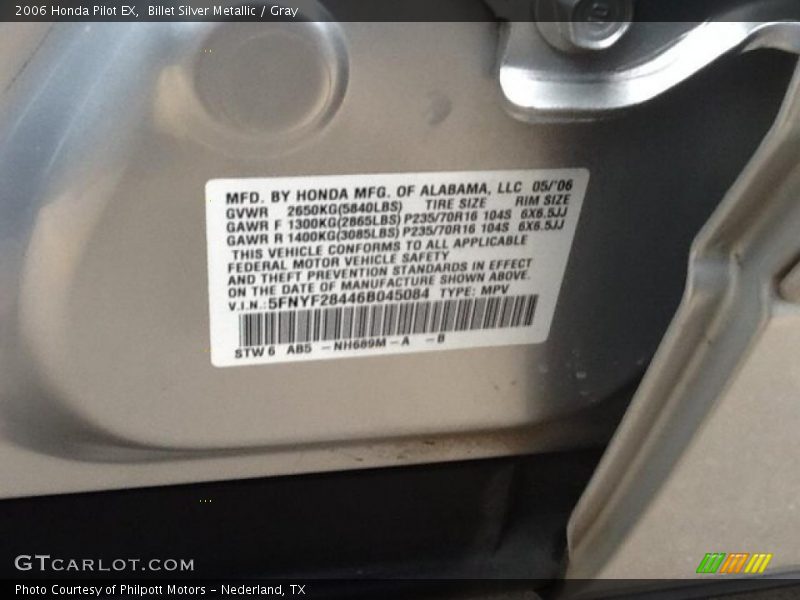 2006 Honda Pilot EX, Billet Silver Metallic / Gray
MFD. BY HONDA MFG. OF ALABAMA, LLC 05/'06
GVWR 2650KG(5840LBS) TIRE SIZE RIM SIZE
GAWR F 1300KG(2865LBS) P235/70R16 104S 6X6.5JJ
GAWR R 1400KG(3085LBS) P235/70R16 104S 6X6.5JJ
THIS VEHICLE CONFORMS TO ALL APPLICABLE
FEDERAL MOTOR VEHICLE SAFETY
AND THEFT PREVENTION STANDARDS IN EFFECT
ON THE DATE OF MANUFACTURE SHOWN ABOVE.
V.I.N.: 5FNYF28446B045084 TYPE: MPV
STW6 AB5 -NH689M-A -B
GTCARLOT.COM
Photo Courtesy of Philpott Motors - Nederland, TX